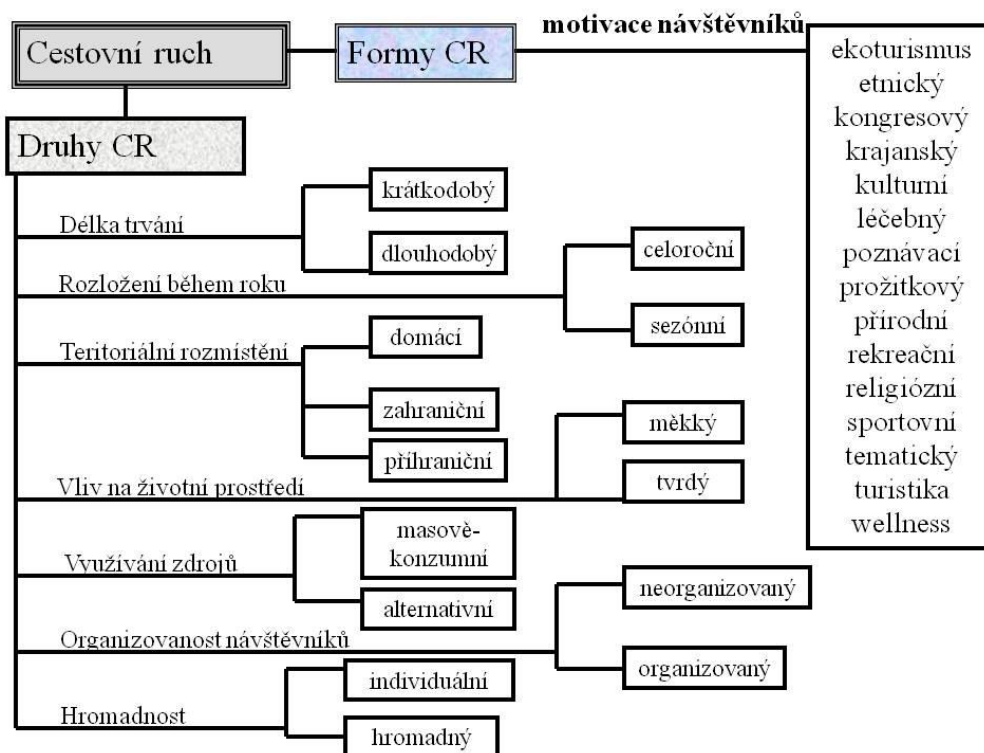 motivace návštěvníků
Cestovní ruch
Formy CR
ekoturismus
etnický
kongresový
krajanský
kulturní
léčebný
poznávací
prožitkový
přírodní
rekreační
religiózní
sportovní
tematický
turistika
wellness
Druhy CR
Délka trvání
krátkodobý
dlouhodobý
Rozložení během roku
celoroční
sezónní
Teritoriální rozmístění
domácí
zahraniční
příhraniční
Vliv na životní prostředí
měkký
tvrdý
Využívání zdrojů
masově-
konzumní
alternativní
Organizovanost návštěvníků
neorganizovaný
organizovaný
Hromadnost
individuální
hromadný